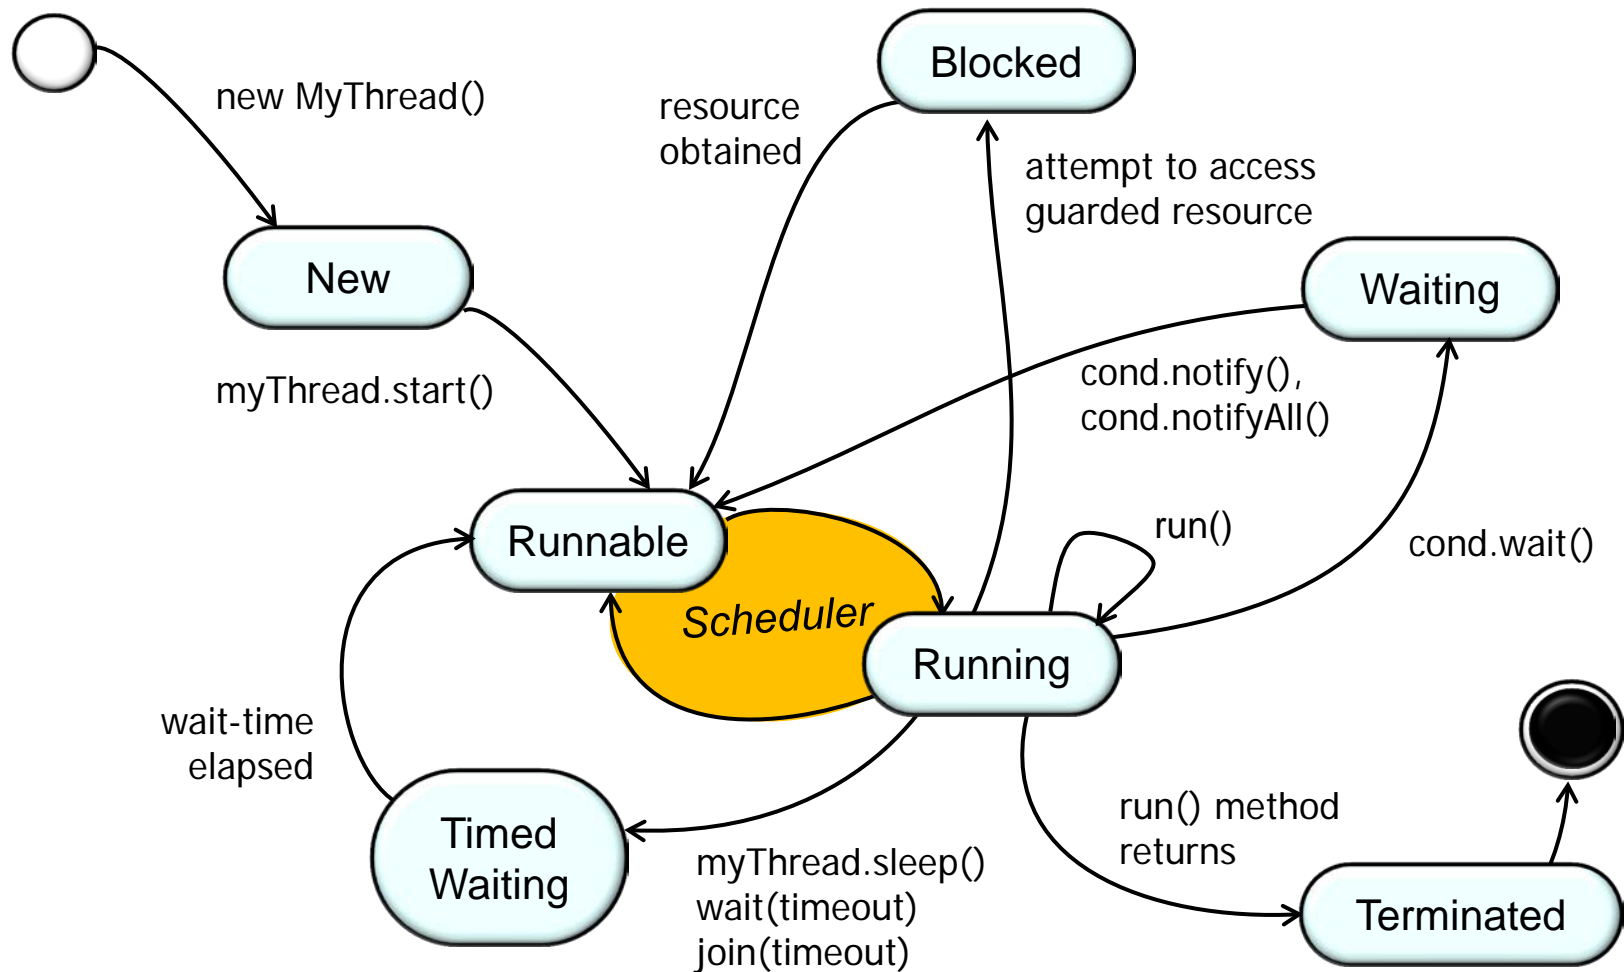 Blocked
new MyThread()
resource
obtained
attempt to access
guarded resource
New
Waiting
myThread.start()
cond.notify(),
cond.notifyAll()
Runnable
run()
cond.wait()
Scheduler
Running
wait-time
elapsed
Timed
Waiting
myThread.sleep()
wait(timeout)
join(timeout)
run() method
returns
Terminated